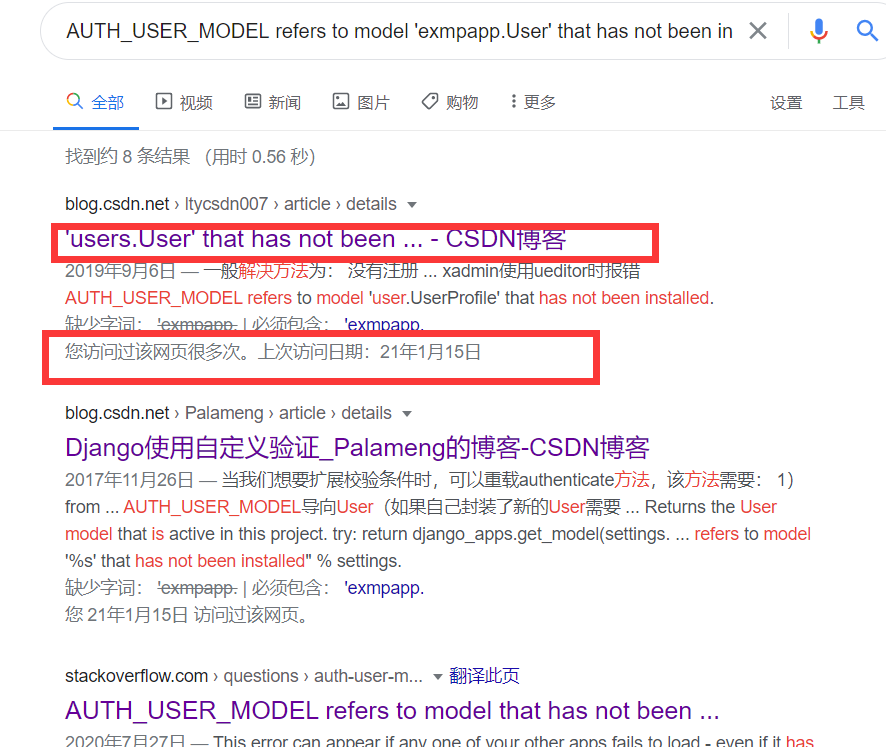 AUTH_USER_MODEL refers to model 'exmpapp.User' that has not been in
全部 视频 新闻 图片 购物 更多 设置 工具
找到约 8 条结果 （用时 0.56 秒）
blog.csdn.net › ltycsdn007 › article › details
'users.User' that has not been ... - CSDN博客
2019年9月6日 — 一般解决方法为： 没有注册 ... xadmin使用ueditor时报错
AUTH_USER_MODEL refers to model 'user.UserProfile' that has not been installed.
缺少字词： 'exmpapp. | 必须包含： 'exmpapp.
您访问过该网页很多次。上次访问日期：21年1月15日
blog.csdn.net › Palameng › article › details
Django使用自定义验证_Palameng的博客-CSDN博客
2017年11月26日 — 当我们想要扩展校验条件时，可以重载authenticate方法，该方法需要： 1）
from ... AUTH_USER_MODEL导向User（如果自己封装了新的User需要 ... Returns the User
model that is active in this project. try: return django_apps.get_model(settings. ... refers to model
'%s' that has not been installed" % settings.
缺少字词： 'exmpapp. | 必须包含： 'exmpapp.
您 21年1月15日 访问过该网页。
stackoverflow.com › questions › auth-user-m... 翻译此页
AUTH_USER_MODEL refers to model that has not been ...
2020年7月27日 — This error can appear if any one of your other apps fails to load - even if it has